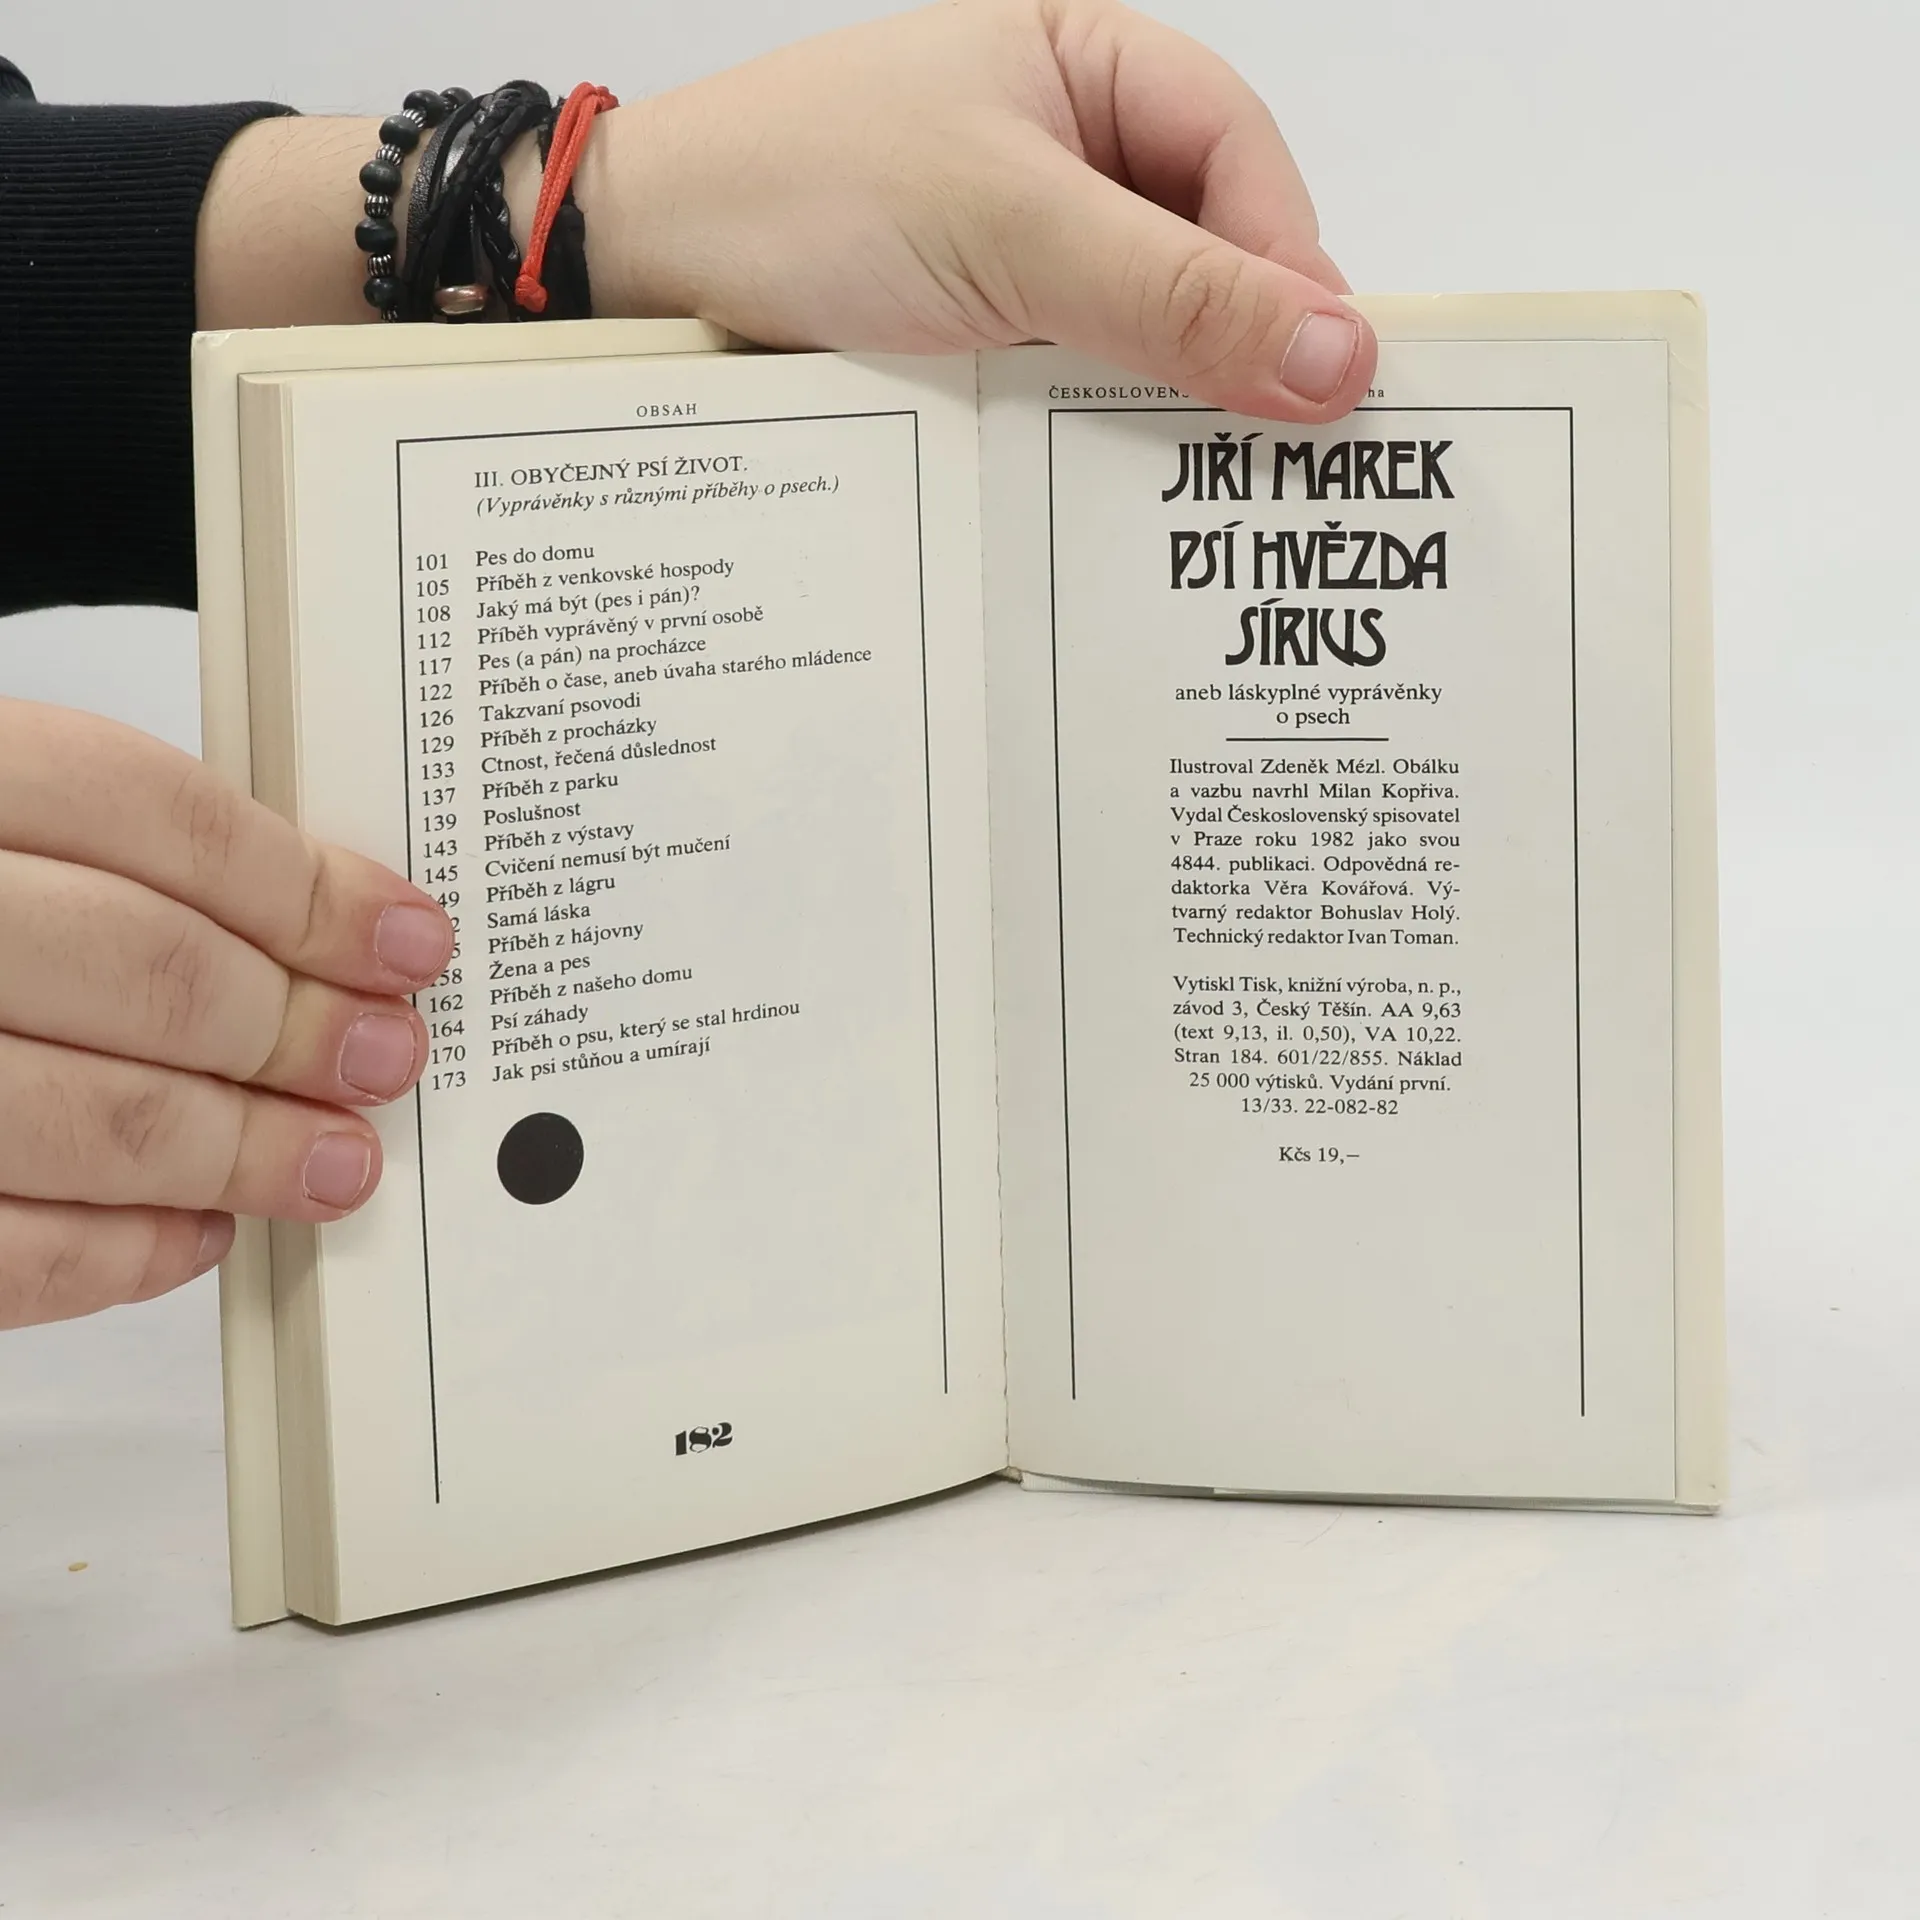 OBSAH
III. OBYČEJNÝ PSÍ ŽIVOT.
(Vyprávěnky s různými příběhy o psech.)
101 Pes do domu
105 Příběh z venkovské hospody
108 Jaký má být (pes i pán)?
112 Příběh vyprávěný v první osobě
117 Pes (a pán) na procházce
122 Příběh o čase, aneb úvaha starého mládence
126 Takzvaní psovodi
129 Příběh z procházky
133 Ctnost, řečená důslednost
137 Příběh z parku
139 Poslušnost
143 Příběh z výstavy
145 Cvičení nemusí být mučení
Příběh z lágru
Samá láska
Příběh z hájovny
Žena a pes
162 Příběh z našeho domu
164 Psí záhady
170 Příběh o psu, který se stal hrdinou
173 Jak psi stůňou a umírají
182
JIŘÍ MAREK
PSÍ HVĚZDA
SÍRIUS
aneb láskyplné vyprávěnky
o psech
Ilustroval Zdeněk Mézl. Obálku
a vazbu navrhl Milan Kopřiva.
Vydal Československý spisovatel
v Praze roku 1982 jako svou
4844. publikaci. Odpovědná re-
daktorka Věra Kovářová. Vý-
tvarný redaktor Bohuslav Holý.
Technický redaktor Ivan Toman.
Vytiskl Tisk, knižní výroba, n. p.,
závod 3, Český Těšín. AA 9,63
(text 9,13, il. 0,50), VA 10,22.
Stran 184. 601/22/855. Náklad
25 000 výtisků. Vydání první.
13/33. 22-082-82
Kčs 19,–